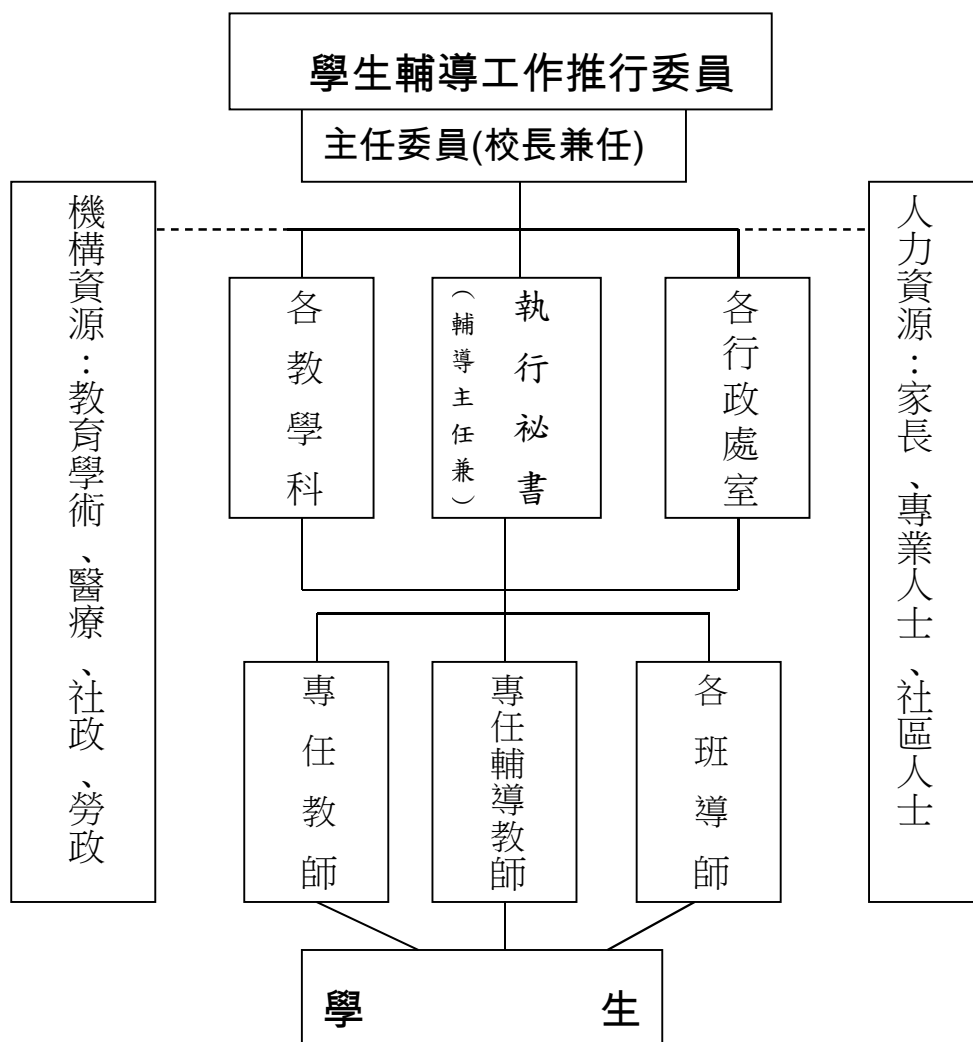 學生輔導工作推行委員
主任委員(校長兼任)
機構資源：教育學術、醫療、社政、勞政
各教學科
執行祕書
（輔導主任兼）
各行政處室
人力資源：家長、專業人士、社區人士
專任教師
專任輔導教師
各班導師
學生